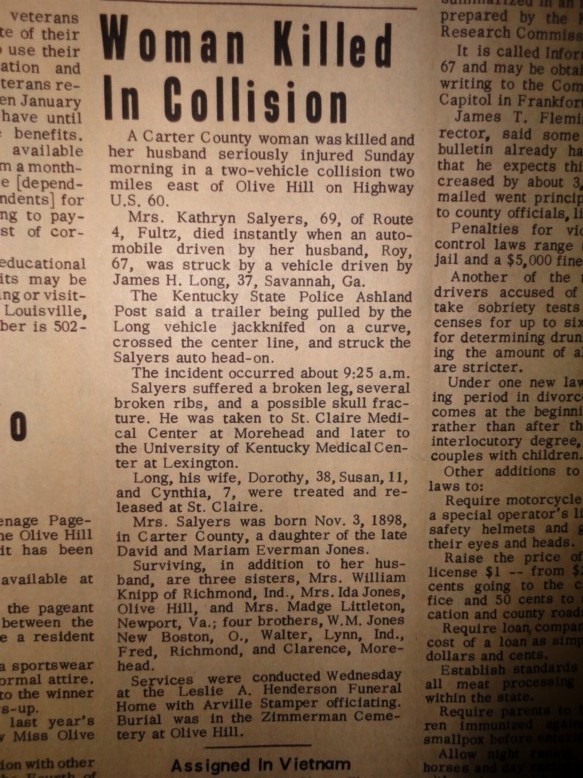 veterans
te of their
use their
ation and
terans re-
en January
have until
benefits.
available
m a month-
e [depend-
ndents] for
ng to pay-
st of cor-
educational
its may be
ing or visit-
Louisville,
ber is 502-
o
enage Page-
he Olive Hill
it has been
available at
the pageant
between the
e a resident
a sportswear
ormal attire.
to the winner
s-up.
last year's
Miss Olive
ion with other
Woman Killed
In Collision
A Carter County woman was killed and
her husband seriously injured Sunday
morning in a two-vehicle collision two
miles east of Olive Hill on Highway
U.S. 60.
Mrs. Kathryn Salyers, 69, of Route
4, Fultz, died instantly when an auto-
mobile driven by her husband, Roy,
67, was struck by a vehicle driven by
James H. Long, 37, Savannah, Ga.
The Kentucky State Police Ashland
Post said a trailer being pulled by the
Long vehicle jackknifed on a curve,
crossed the center line, and struck the
Salyers auto head-on.
The incident occurred about 9:25 a.m.
Salyers suffered a broken leg, several
broken ribs, and a possible skull frac-
ture. He was taken to St. Claire Medi-
cal Center at Morehead and later to
the University of Kentucky Medical Cen-
ter at Lexington.
Long, his wife, Dorothy, 38, Susan, 11,
and Cynthia, 7, were treated and re-
leased at St. Claire.
Mrs. Salyers was born Nov. 3, 1898,
in Carter County, a daughter of the late
David and Mariam Everman Jones.
Surviving, in addition to her hus-
band, are three sisters, Mrs. William
Knipp of Richmond, Ind., Mrs. Ida Jones,
Olive Hill, and Mrs. Madge Littleton,
Newport, Va.; four brothers, W.M. Jones
New Boston, O., Walter, Lynn, Ind.,
Fred, Richmond, and Clarence, More-
head.
Services were conducted Wednesday
at the Leslie A. Henderson Funeral
Home with Arville Stamper officiating.
Burial was in the Zimmerman Ceme-
tery at Olive Hill.
Assigned In Vietnam
prepared by the
Research Commiss
It is called Infor
67 and may be obtai
writing to the Com
Capitol in Frankfor
James T. Flemi
rector, said some
bulletin already ha
that he expects thi
creased by about 3,
mailed went princip
to county officials, li
Penalties for vio
control laws range
jail and a $5,000 fine
Another of the
drivers accused of
take sobriety tests
censes for up to six
for determining drun
ing the amount of a
are stricter.
Under one new law
ing period in divorc
comes at the beginni
rather than after th
interlocutory degree,
couples with children.
Other additions to
laws to:
Require motorcycle
a special operator's li
safety helmets and g
their eyes and heads.
Raise the price of
license $1 -- from $
cents going to the c
fice and 50 cents to
cation and county road
Require loan compan
cost of a loan as simp
dollars and cents.
Establish standards
all meat processing
within the state.
Require parents to
ren immunized again
smallpox before
Allow night
horses and